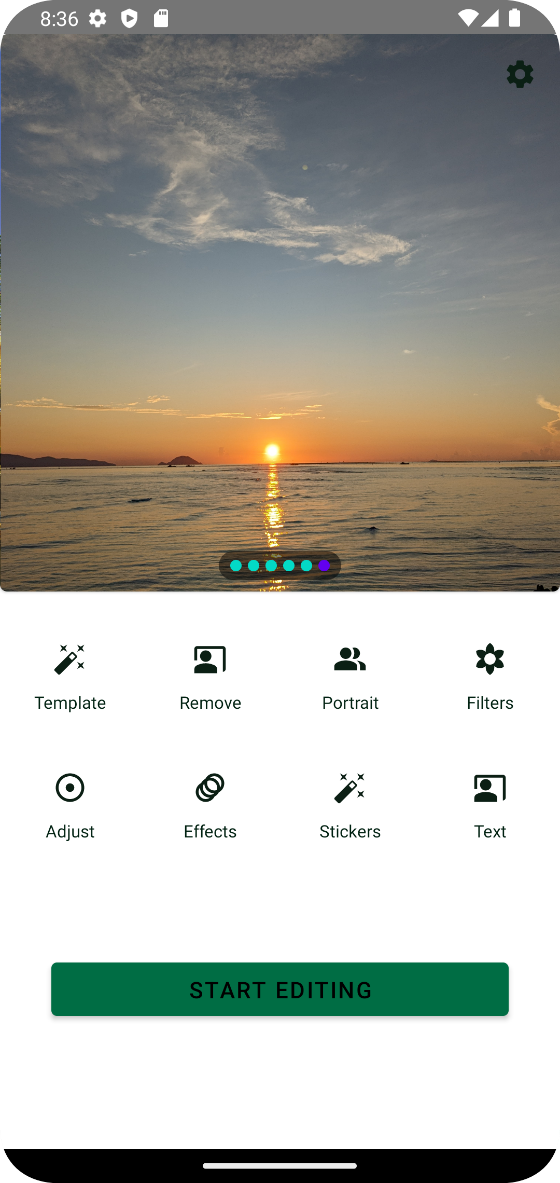 8:36
Template Remove Portrait Filters
Adjust Effects Stickers Text
START EDITING